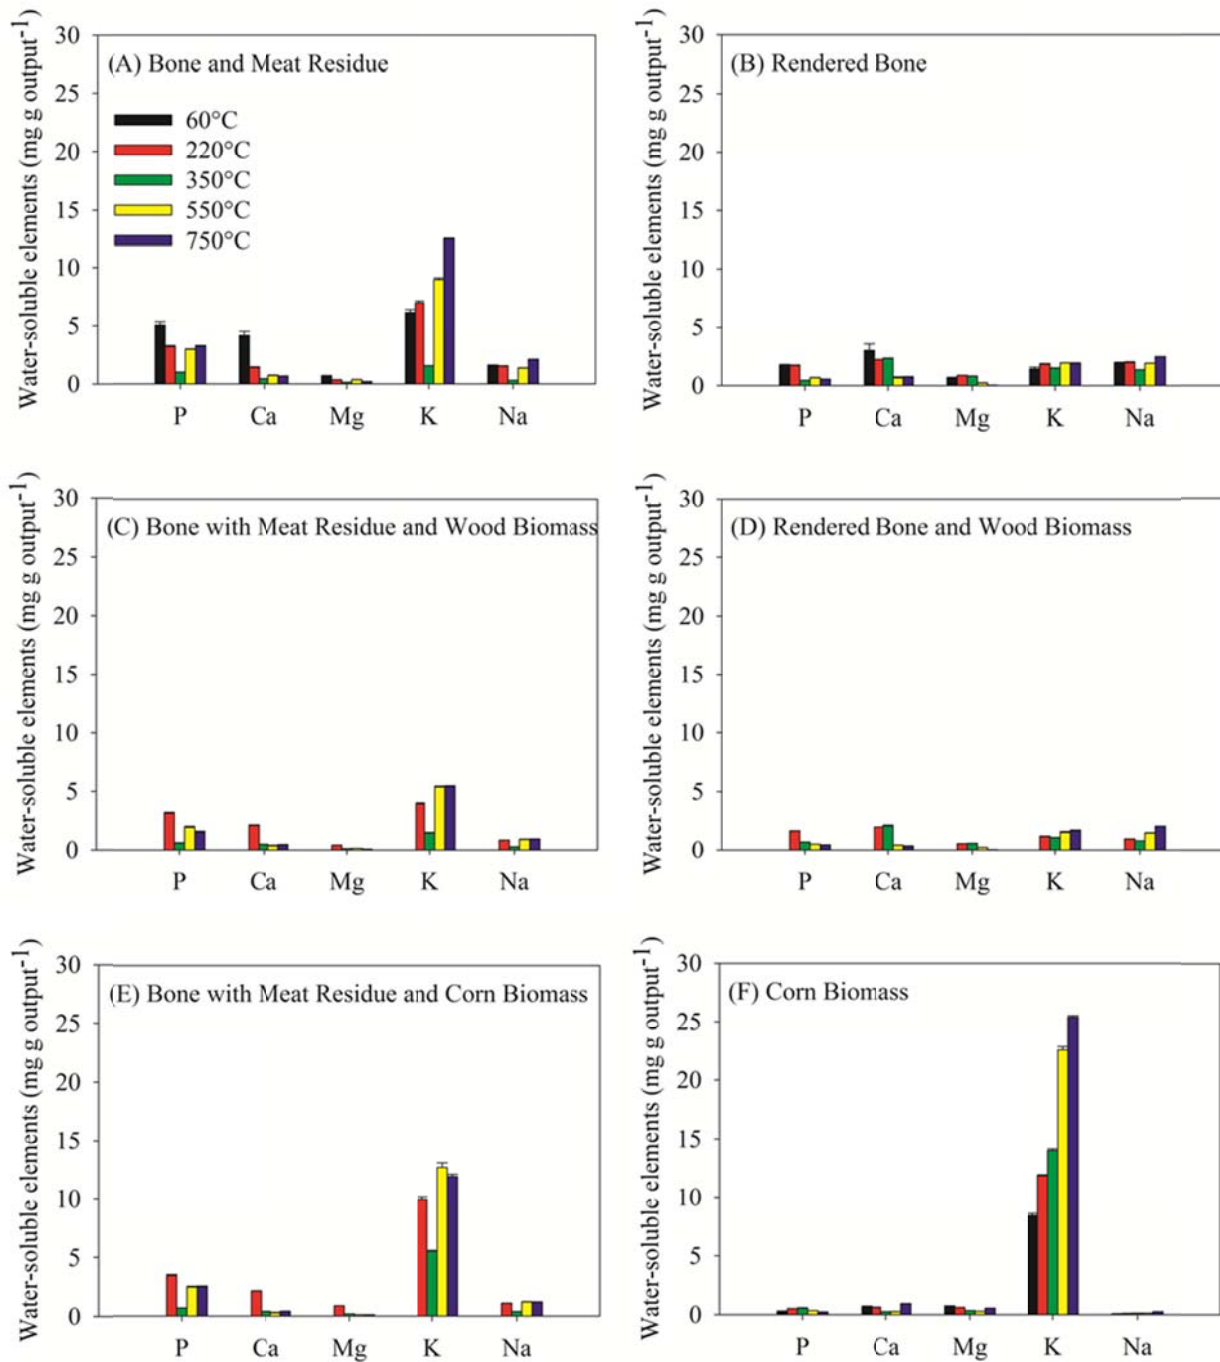 Water-soluble elements (mg g output-1)
30
25
20
15
10
5
0
(A) Bone and Meat Residue
60°C
220°C
350°C
550°C
750°C
P Ca Mg K Na
Water-soluble elements (mg g output-1)
30
25
20
15
10
5
0
(B) Rendered Bone
P Ca Mg K Na
Water-soluble elements (mg g output-1)
30
25
20
15
10
5
0
(C) Bone with Meat Residue and Wood Biomass
P Ca Mg K Na
Water-soluble elements (mg g output-1)
30
25
20
15
10
5
0
(D) Rendered Bone and Wood Biomass
P Ca Mg K Na
Water-soluble elements (mg g output-1)
30
25
20
15
10
5
0
(E) Bone with Meat Residue and Corn Biomass
P Ca Mg K Na
Water-soluble elements (mg g output-1)
30
25
20
15
10
5
0
(F) Corn Biomass
P Ca Mg K Na